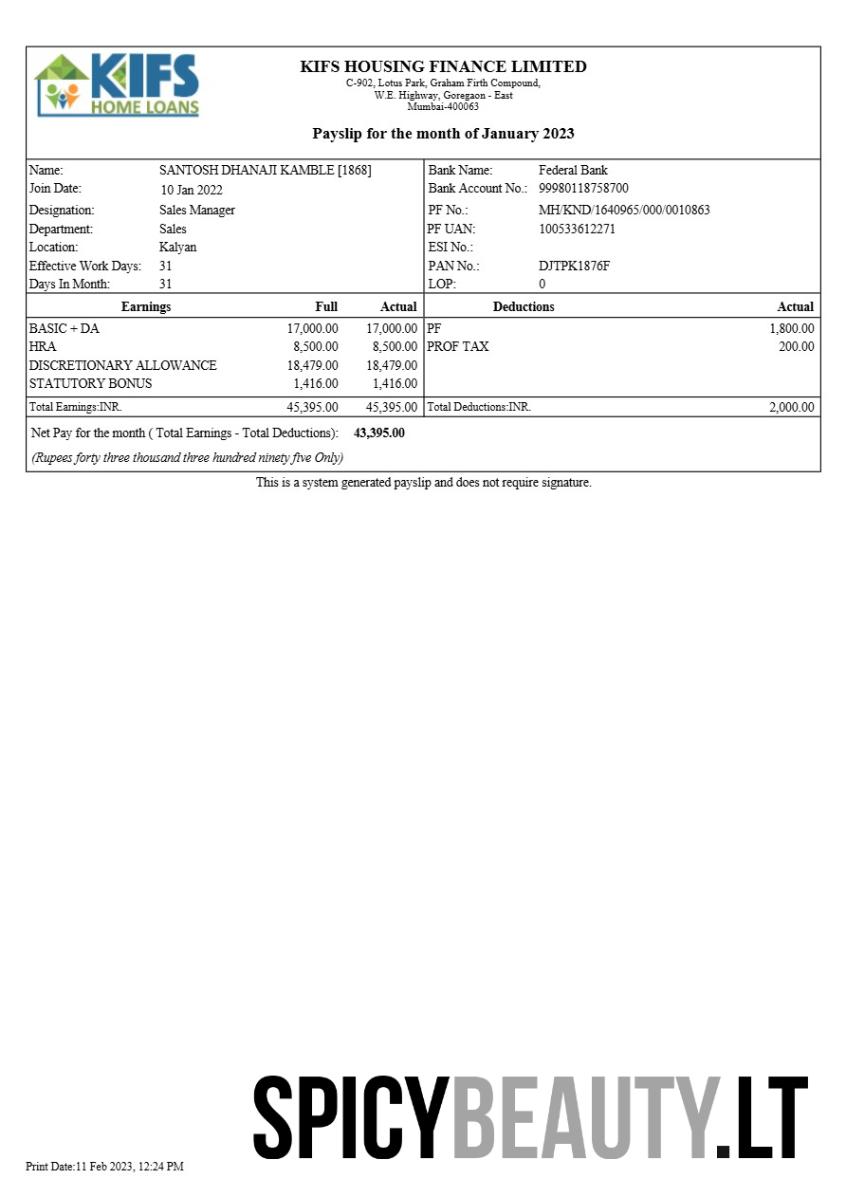 KIFS
HOME LOANS
KIFS HOUSING FINANCE LIMITED
C-902, Lotus Park, Graham Firth Compound,
W.E. Highway, Goregaon - East
Mumbai-400063
Payslip for the month of January 2023
Name: SANTOSH DHANAJI KAMBLE [1868] Bank Name: Federal Bank
Join Date: 10 Jan 2022 Bank Account No.: 99980118758700
Designation: Sales Manager PF No.: MH/KND/1640965/000/0010863
Department: Sales PF UAN: 100533612271
Location: Kalyan ESI No.:
Effective Work Days: 31 PAN No.: DJTPK1876F
Days In Month: 31 LOP: 0
Earnings Full Actual Deductions Actual
BASIC + DA 17,000.00 17,000.00 PF 1,800.00
HRA 8,500.00 8,500.00 PROF TAX 200.00
DISCRETIONARY ALLOWANCE 18,479.00 18,479.00
STATUTORY BONUS 1,416.00 1,416.00
Total Earnings:INR. 45,395.00 45,395.00 Total Deductions:INR. 2,000.00
Net Pay for the month ( Total Earnings - Total Deductions): 43,395.00
(Rupees forty three thousand three hundred ninety five Only)
This is a system generated payslip and does not require signature.
SPICYBEAUTY.LT
Print Date:11 Feb 2023, 12:24 PM